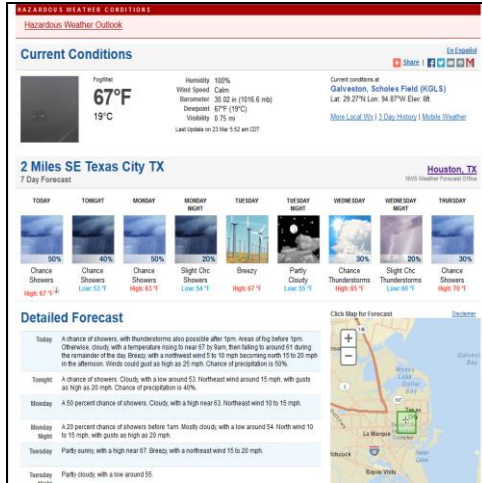 HAZARDOUS WEATHER CONDITIONS
Hazardous Weather Outlook
Current Conditions
En Español
Share |
Fog/Mist
67°F
19°C
Humidity 100%
Wind Speed Calm
Barometer 30.02 in (1016.6 mb)
Dewpoint 67°F (19°C)
Visibility 0.75 mi
Last Update on 23 Mar 5:52 am CDT
Current conditions at
Galveston, Scholes Field (KGLS)
Lat: 29.27°N Lon: 94.87°W Elev: 6ft.
More Local Wx | 3 Day History | Mobile Weather
2 Miles SE Texas City TX
7 Day Forecast
Houston, TX
NWS Weather Forecast Office
TODAY TONIGHT MONDAY MONDAY NIGHT TUESDAY TUESDAY NIGHT WEDNESDAY WEDNESDAY NIGHT THURSDAY
50% 40% 50% 20% 30% 20% 30%
Chance Showers Chance Showers Chance Showers Slight Chc Showers Breezy Partly Cloudy Chance Thunderstorms Slight Chc Thunderstorms Chance Showers
High: 67 °F Low: 53 °F High: 63 °F Low: 54 °F High: 67 °F Low: 55 °F High: 65 °F Low: 60 °F High: 70 °F
Detailed Forecast
Click Map for Forecast
Disclaimer
Today A chance of showers, with thunderstorms also possible after 1pm. Areas of fog before 1pm.
Otherwise, cloudy, with a temperature rising to near 67 by 9am, then falling to around 61 during
the remainder of the day. Breezy, with a northwest wind 5 to 10 mph becoming north 15 to 20 mph
in the afternoon. Winds could gust as high as 25 mph. Chance of precipitation is 50%.
Tonight A chance of showers. Cloudy, with a low around 53. Northeast wind around 15 mph, with gusts
as high as 20 mph. Chance of precipitation is 40%.
Monday A 50 percent chance of showers. Cloudy, with a high near 63. Northeast wind 10 to 15 mph.
Monday Night A 20 percent chance of showers before 1am. Mostly cloudy, with a low around 54. North wind 10
to 15 mph, with gusts as high as 20 mph.
Tuesday Partly sunny, with a high near 67. Breezy, with a northeast wind 15 to 20 mph.
Tuesday Partly cloudy, with a low around 55.
+
−
Moses
Lake
Dollar
Bay
Galvest
Bay
Texas
City
La Marque
Hitchcock
Swan
Lake
Bayou Vista